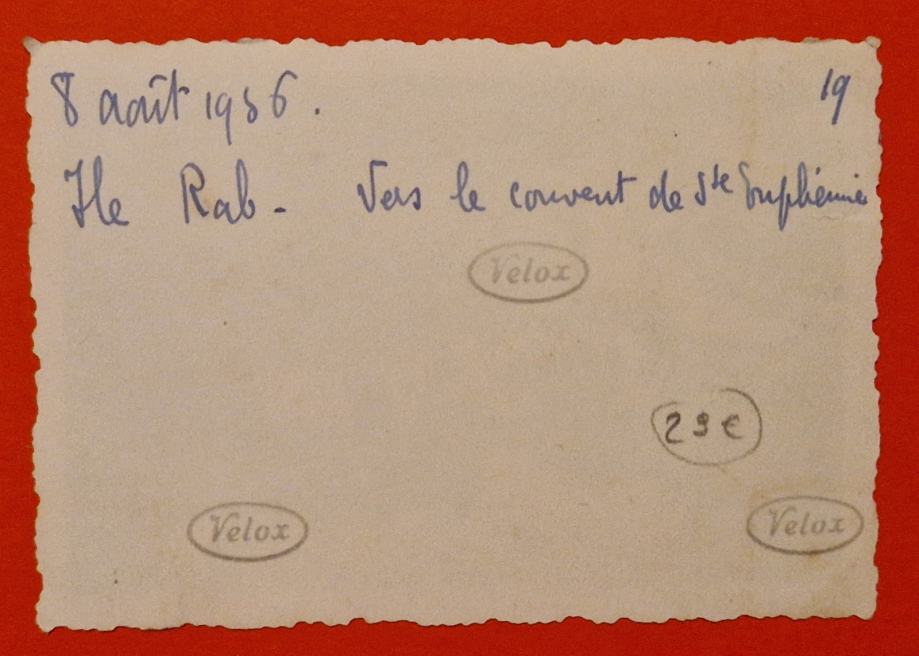 8 août 1936. 19
Ile Rab - Vers le couvent de Ste Euphémie
Velox
29 €
Velox Velox